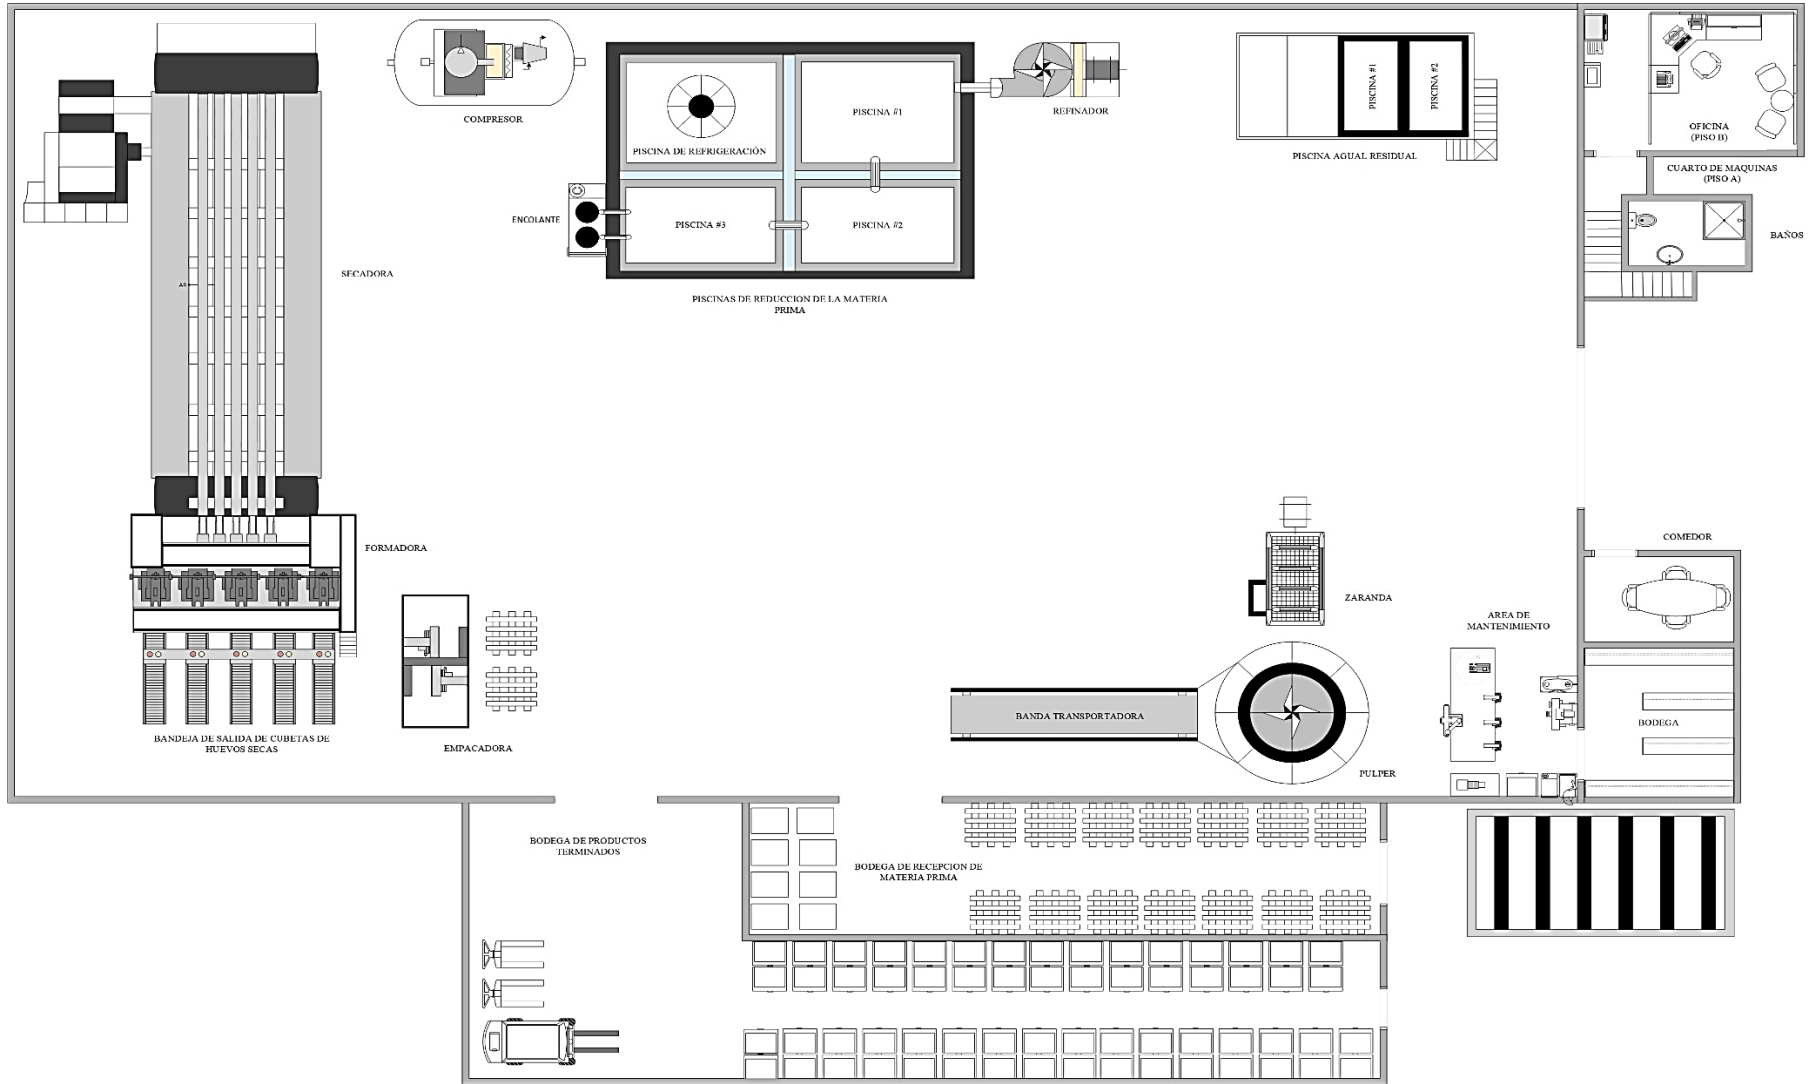 COMPRESOR
PISCINA DE REFRIGERACIÓN
PISCINA #1
REFINADOR
PISCINA #1
PISCINA #2
PISCINA AGUAL RESIDUAL
OFICINA
(PISO B)
CUARTO DE MAQUINAS
(PISO A)
BAÑOS
ENCOLANTE
PISCINA #3
PISCINA #2
SECADORA
PISCINAS DE REDUCCION DE LA MATERIA
PRIMA
FORMADORA
COMEDOR
ZARANDA
AREA DE
MANTENIMIENTO
BANDA TRANSPORTADORA
BODEGA
BANDEJA DE SALIDA DE CUBETAS DE
HUEVOS SECAS
EMPACADORA
PULPER
BODEGA DE PRODUCTOS
TERMINADOS
BODEGA DE RECEPCION DE
MATERIA PRIMA